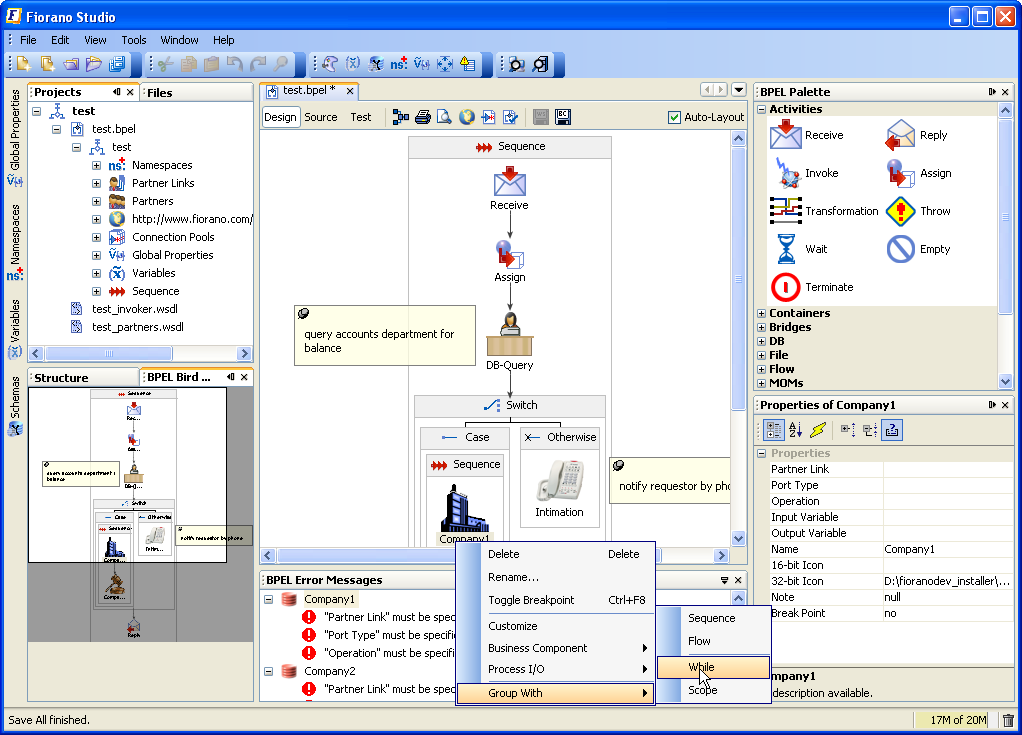 Fiorano Studio
File Edit View Tools Window Help
Projects
Files
test
test.bpel
test
Namespaces
Partner Links
Partners
http://www.fiorano.com/
Connection Pools
Global Properties
Variables
Sequence
test_invoker.wsdl
test_partners.wsdl
Global Properties
Namespaces
Variables
Schemas
Structure
BPEL Bird ...
test.bpel *
Design Source Test
Auto-Layout
Sequence
Receive
Assign
query accounts department for
balance
DB-Query
Switch
Case
Otherwise
Sequence
notify requestor by pho
Intimation
Company1
BPEL Error Messages
Company1
"Partner Link" must be spec
"Port Type" must be specifi
"Operation" must be specifi
Company2
"Partner Link" must be spec
Delete Delete
Rename...
Toggle Breakpoint Ctrl+F8
Customize
Business Component
Process I/O
Group With
Sequence
Flow
While
Scope
BPEL Palette
Activities
Receive
Reply
Invoke
Assign
Transformation
Throw
Wait
Empty
Terminate
Containers
Bridges
DB
File
Flow
MOMs
Properties of Company1
Properties
Partner Link
Port Type
Operation
Input Variable
Output Variable
Name Company1
16-bit Icon
32-bit Icon D:\fioranodev_installer\...
Note null
Break Point no
mpany1
description available.
Save All finished.
17M of 20M